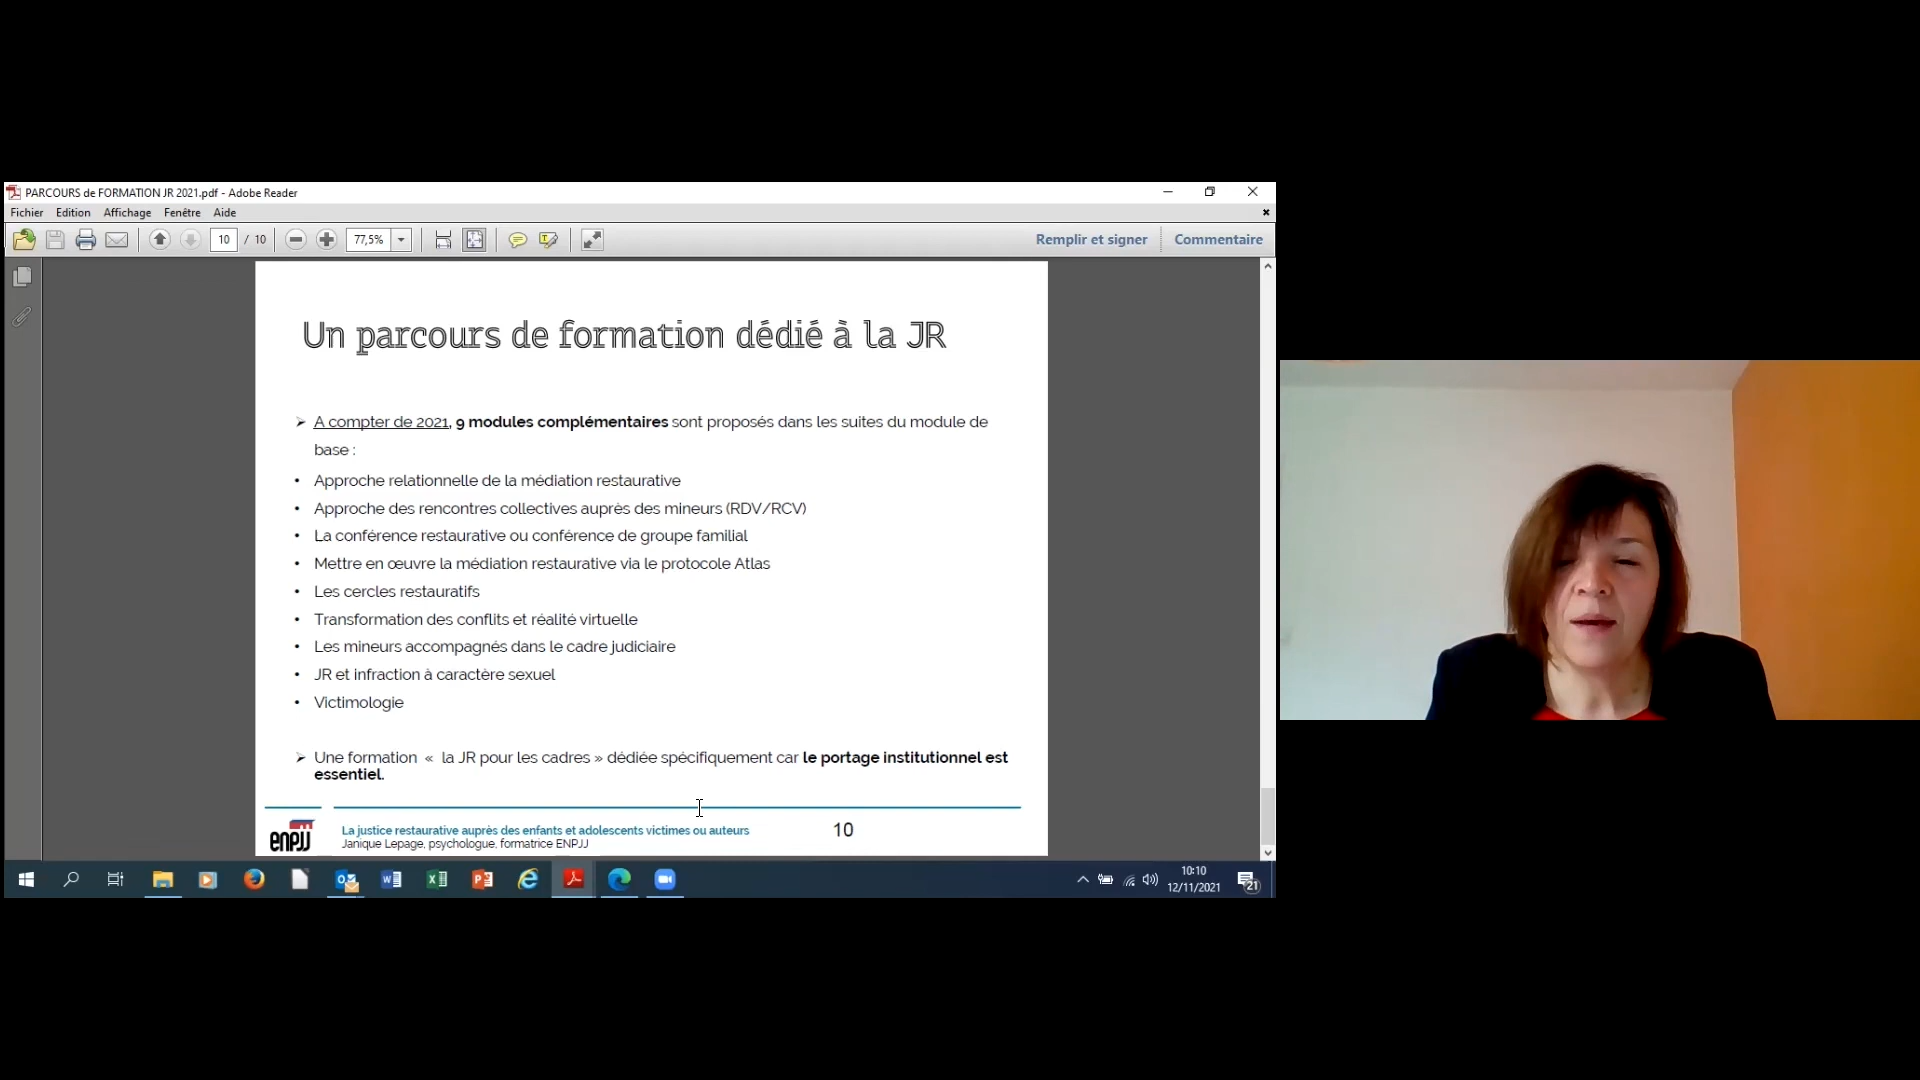 PARCOURS de FORMATION JR 2021.pdf - Adobe Reader
Fichier Edition Affichage Fenêtre Aide
10 / 10 77,5% Remplir et signer Commentaire
Un parcours de formation dédié à la JR
➢ A compter de 2021, 9 modules complémentaires sont proposés dans les suites du module de
base :
• Approche relationnelle de la médiation restaurative
• Approche des rencontres collectives auprès des mineurs (RDV/RCV)
• La conférence restaurative ou conférence de groupe familial
• Mettre en œuvre la médiation restaurative via le protocole Atlas
• Les cercles restauratifs
• Transformation des conflits et réalité virtuelle
• Les mineurs accompagnés dans le cadre judiciaire
• JR et infraction à caractère sexuel
• Victimologie
➢ Une formation « la JR pour les cadres » dédiée spécifiquement car le portage institutionnel est
essentiel.
enpjj
La justice restaurative auprès des enfants et adolescents victimes ou auteurs
Janique Lepage, psychologue, formatrice ENPJJ
10
10:10
12/11/2021
21